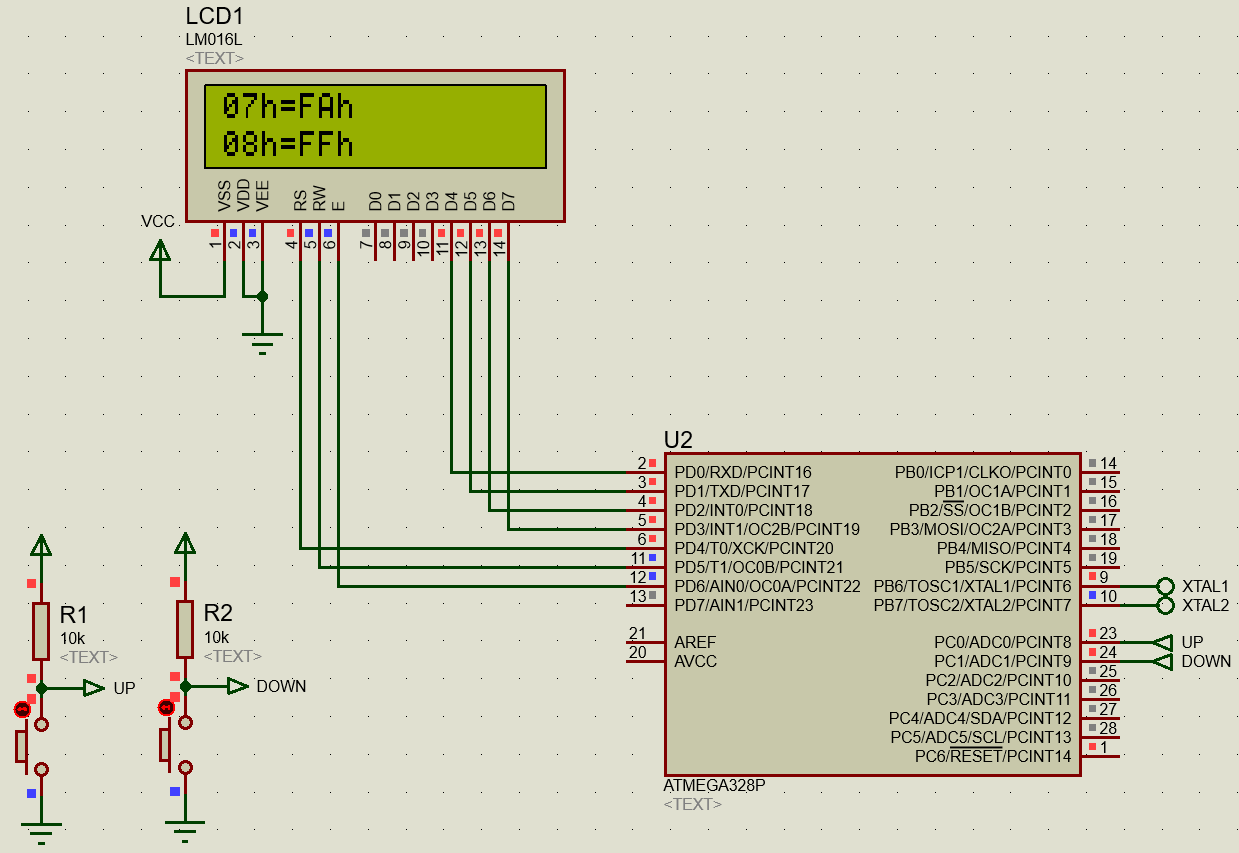 LCD1
LM016L
<TEXT>
07h=FAh
08h=FFh
VSS VDD VEE RS RW E D0 D1 D2 D3 D4 D5 D6 D7
1 2 3 4 5 6 7 8 9 10 11 12 13 14
VCC
U2
2 PD0/RXD/PCINT16 PB0/ICP1/CLKO/PCINT0 14
3 PD1/TXD/PCINT17 PB1/OC1A/PCINT1 15
4 PD2/INT0/PCINT18 PB2/SS/OC1B/PCINT2 16
5 PD3/INT1/OC2B/PCINT19 PB3/MOSI/OC2A/PCINT3 17
6 PD4/T0/XCK/PCINT20 PB4/MISO/PCINT4 18
11 PD5/T1/OC0B/PCINT21 PB5/SCK/PCINT5 19
12 PD6/AIN0/OC0A/PCINT22 PB6/TOSC1/XTAL1/PCINT6 9 XTAL1
13 PD7/AIN1/PCINT23 PB7/TOSC2/XTAL2/PCINT7 10 XTAL2
21 AREF PC0/ADC0/PCINT8 23 UP
20 AVCC PC1/ADC1/PCINT9 24 DOWN
PC2/ADC2/PCINT10 25
PC3/ADC3/PCINT11 26
PC4/ADC4/SDA/PCINT12 27
PC5/ADC5/SCL/PCINT13 28
PC6/RESET/PCINT14 1
ATMEGA328P
<TEXT>
R1
10k
<TEXT>
UP
R2
10k
<TEXT>
DOWN